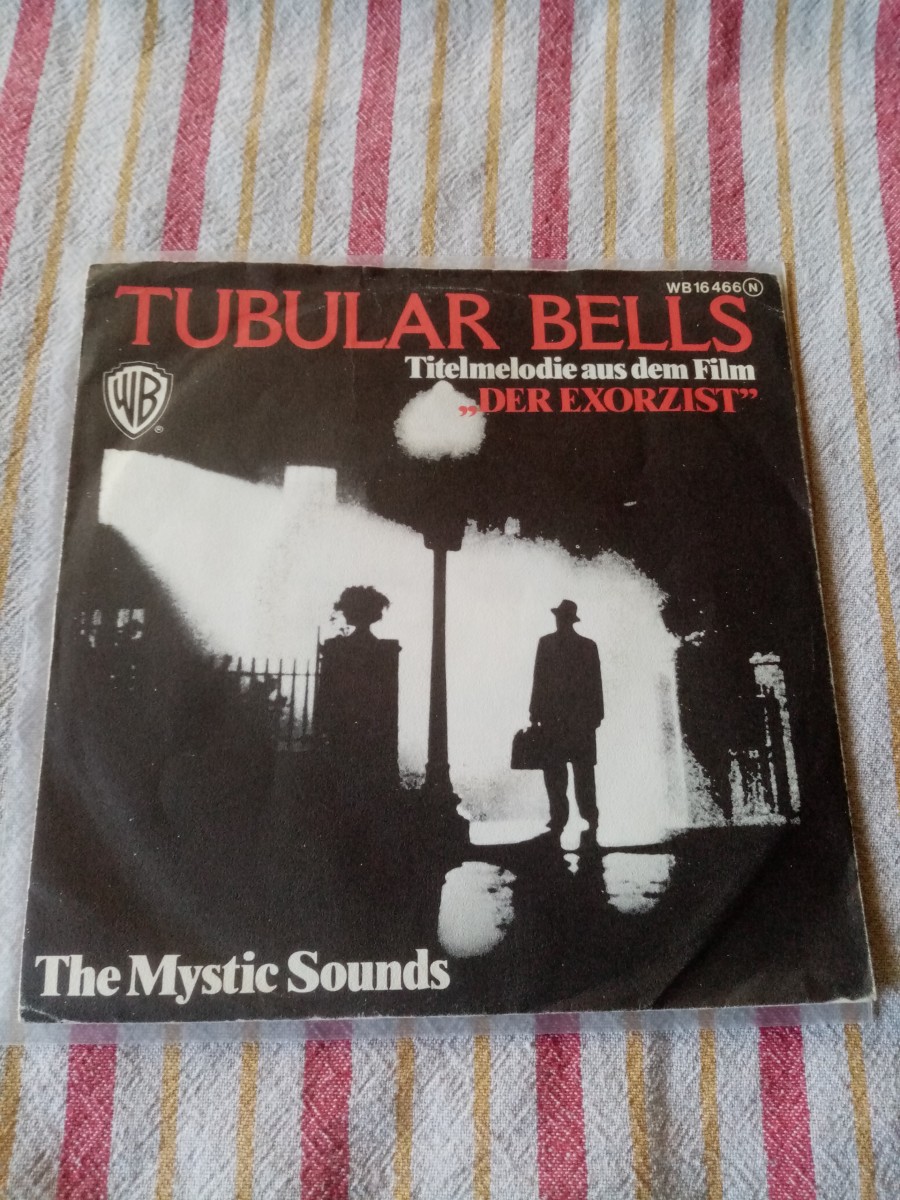 WB 16 466 N
TUBULAR BELLS
Titelmelodie aus dem Film
„DER EXORZIST”
WB
®
The Mystic Sounds